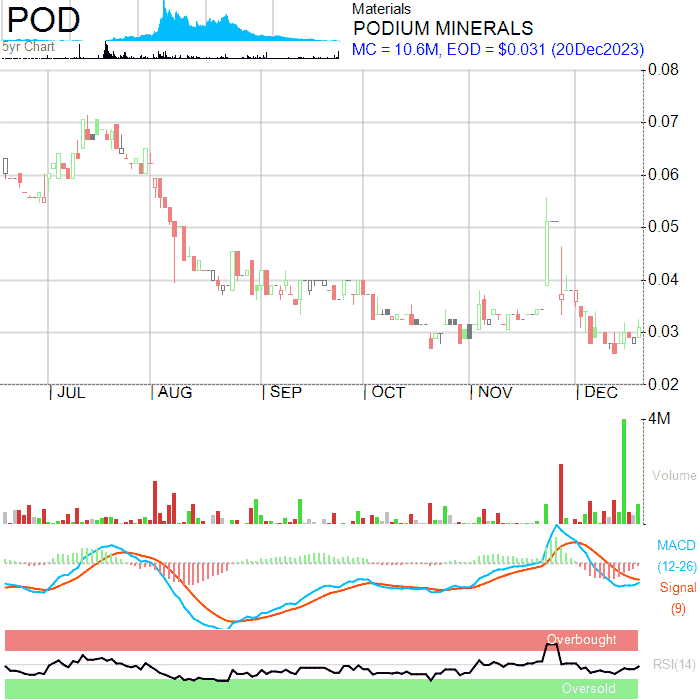 POD
5yr Chart
Materials
PODIUM MINERALS
MC = 10.6M, EOD = $0.031 (20Dec2023)
0.08
0.07
0.06
0.05
0.04
0.03
0.02
JUL AUG SEP OCT NOV DEC
4M
Volume
MACD
(12-26)
Signal
(9)
Overbought
RSI(14)
Oversold